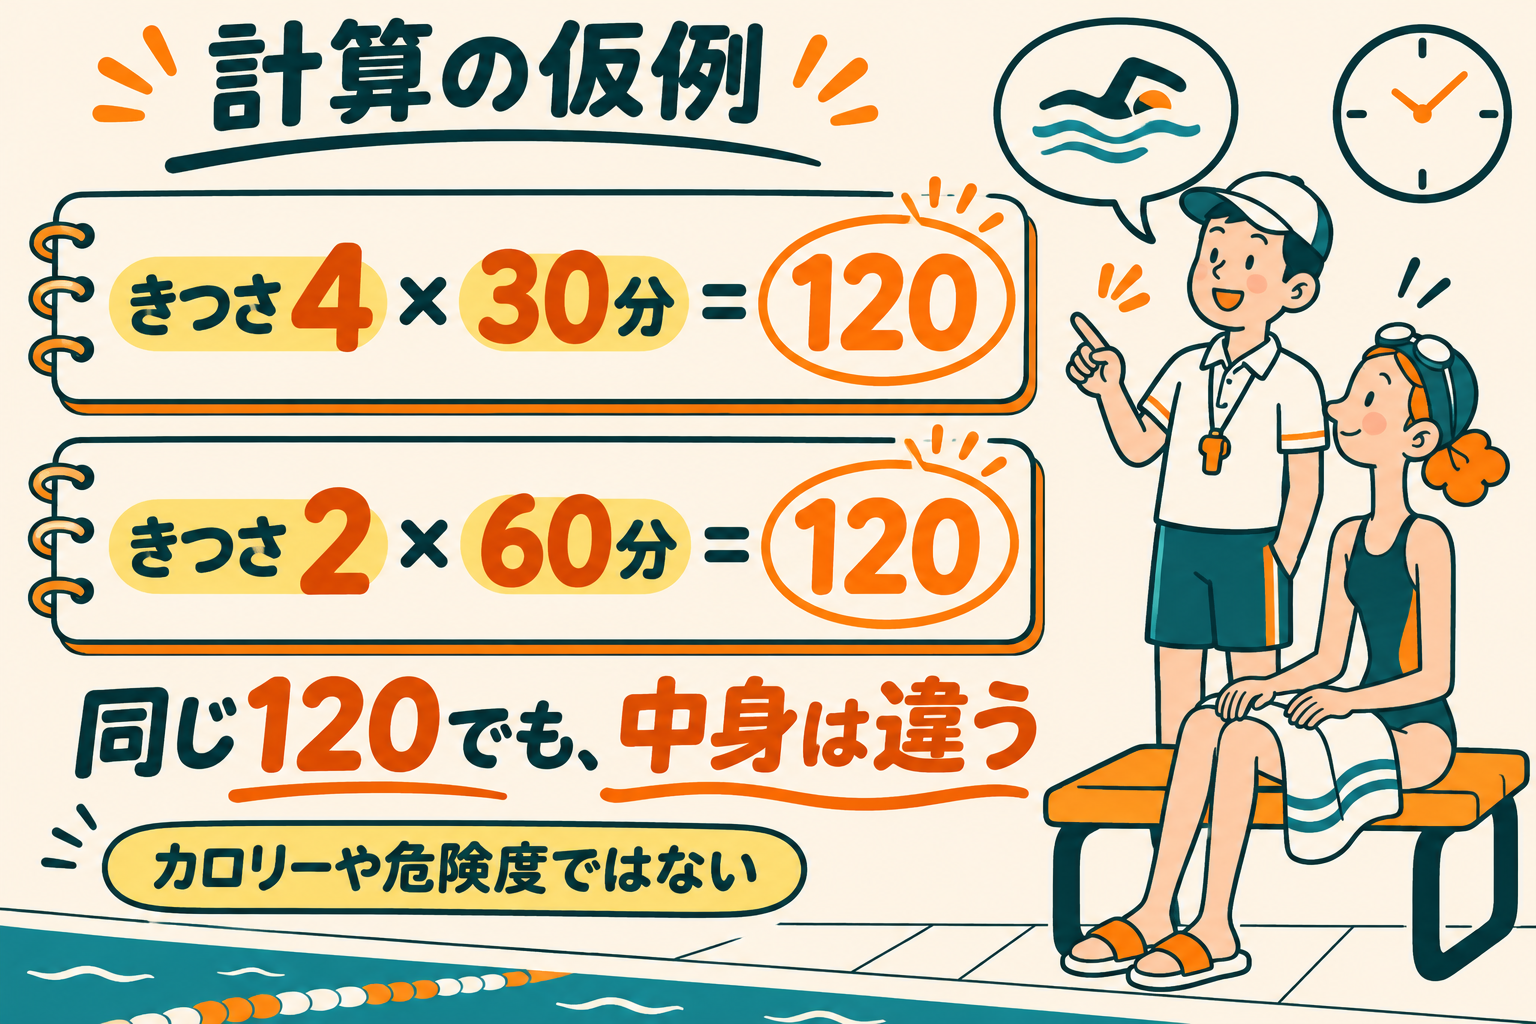 計算の仮例
きつさ4×30分=120
きつさ2×60分=120
同じ120でも、中身は違う
カロリーや危険度ではない